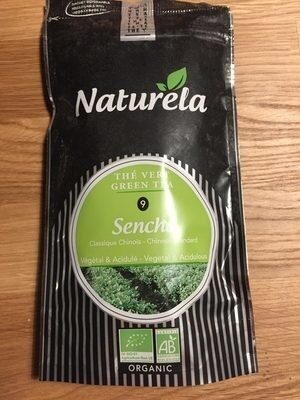 Naturela
THÉ VERT
GREEN TEA
9
Sencha
Classique Chinois - Chinese Standard
Végétal & Acidulé - Vegetal & Acidulous
AB
ORGANIC